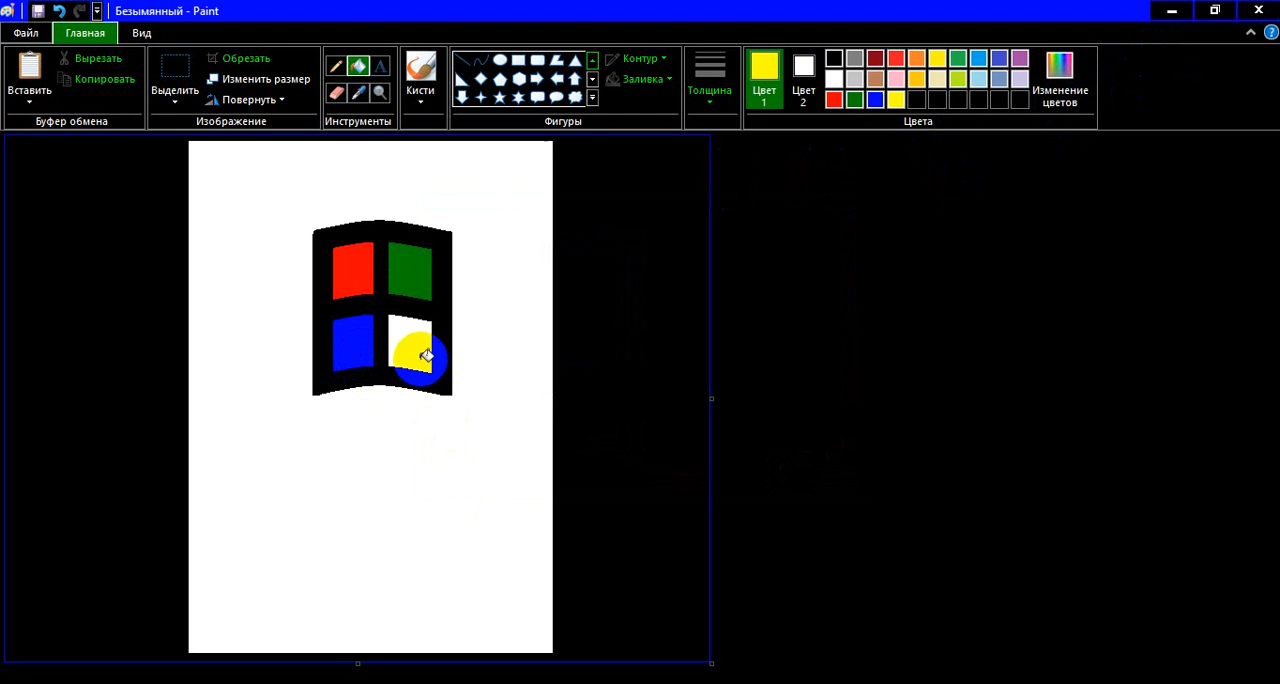 Безымянный - Paint
Файл Главная Вид
Вставить
Вырезать
Копировать
Буфер обмена
Выделить
Обрезать
Изменить размер
Повернуть
Изображение
A
Инструменты
Кисти
Контур
Заливка
Фигуры
Толщина
Цвет
1
Цвет
2
Изменение
цветов
Цвета
?